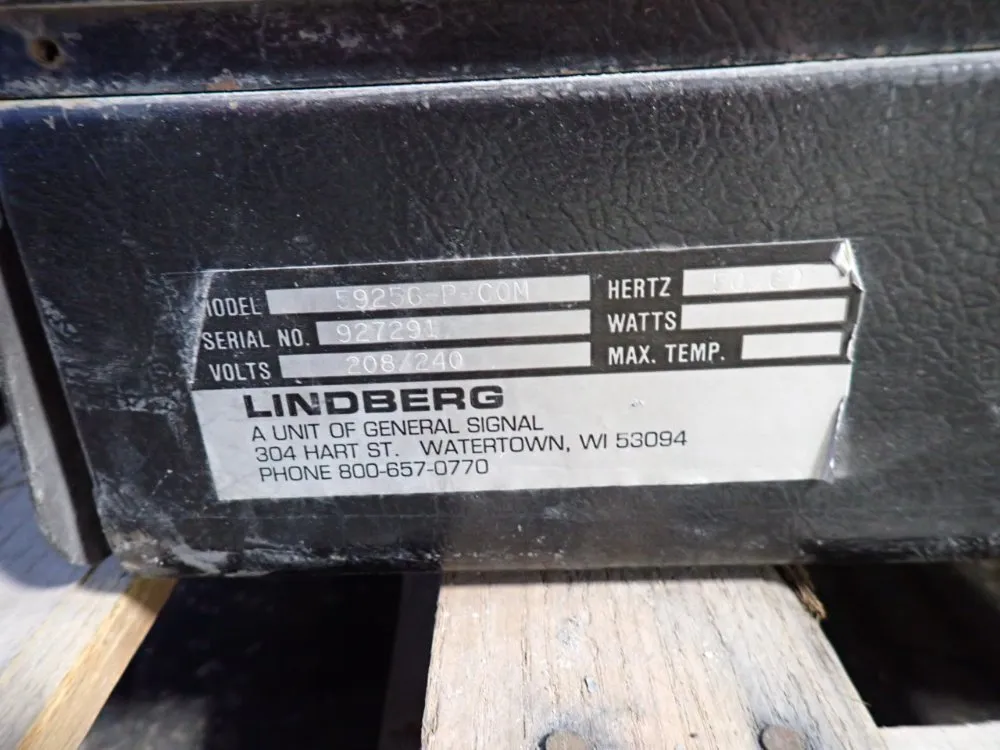 MODEL 59256-P-COM HERTZ 50/60
SERIAL NO. 927291 WATTS
VOLTS 208/240 MAX. TEMP.
LINDBERG
A UNIT OF GENERAL SIGNAL
304 HART ST. WATERTOWN, WI 53094
PHONE 800-657-0770